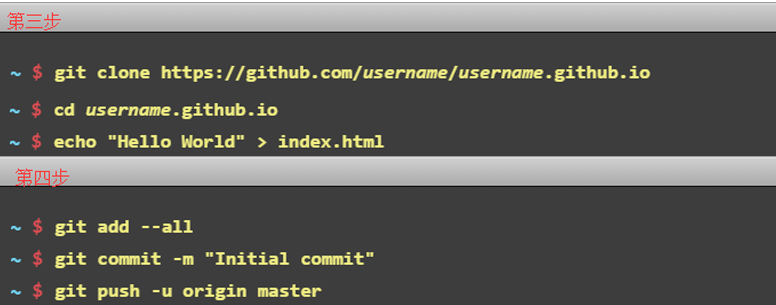 第三步
~ $ git clone https://github.com/username/username.github.io
~ $ cd username.github.io
~ $ echo "Hello World" > index.html
第四步
~ $ git add --all
~ $ git commit -m "Initial commit"
~ $ git push -u origin master